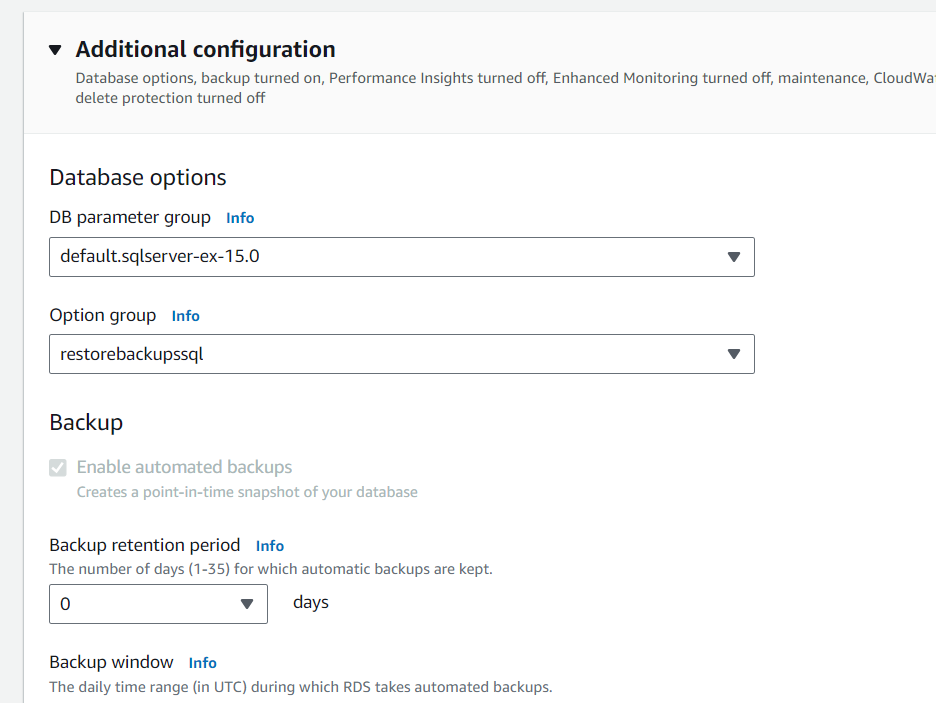 Additional configuration
Database options, backup turned on, Performance Insights turned off, Enhanced Monitoring turned off, maintenance,
delete protection turned off
Database options
DB parameter group Info
default.sqlserver-ex-15.0
Option group Info
restorebackupssql
Backup
Enable automated backups
Creates a point-in-time snapshot of your database
Backup retention period Info
The number of days (1-35) for which automatic backups are kept.
0 days
Backup window Info
The daily time range (in UTC) during which RDS takes automated backups.